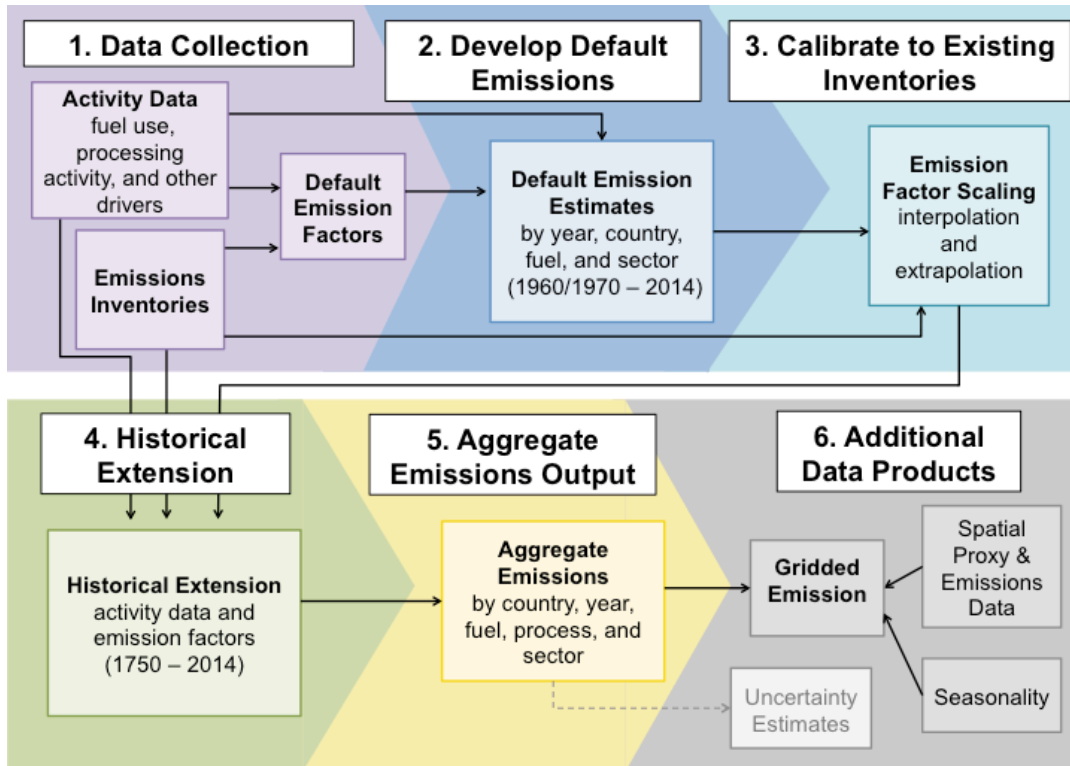 1. Data Collection
Activity Data
fuel use,
processing
activity, and other
drivers
Emissions
Inventories
Default
Emission
Factors
2. Develop Default
Emissions
Default Emission
Estimates
by year, country,
fuel, and sector
(1960/1970 – 2014)
3. Calibrate to Existing
Inventories
Emission
Factor Scaling
interpolation
and
extrapolation
4. Historical
Extension
Historical Extension
activity data and
emission factors
(1750 – 2014)
5. Aggregate
Emissions Output
Aggregate
Emissions
by country, year,
fuel, process, and
sector
6. Additional
Data Products
Gridded
Emission
Spatial
Proxy &
Emissions
Data
Seasonality
Uncertainty
Estimates